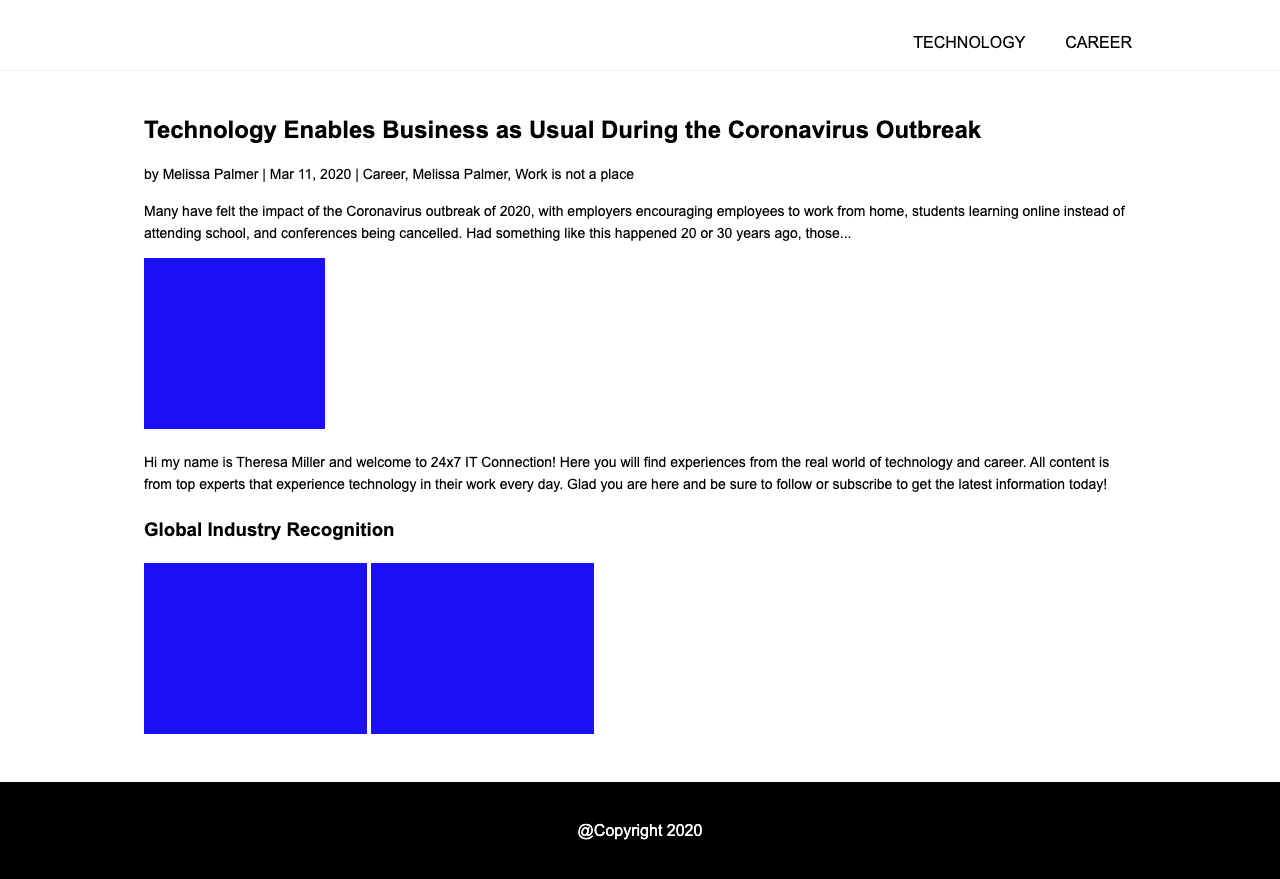 TECHNOLOGY CAREER
Technology Enables Business as Usual During the Coronavirus Outbreak
by Melissa Palmer | Mar 11, 2020 | Career, Melissa Palmer, Work is not a place
Many have felt the impact of the Coronavirus outbreak of 2020, with employers encouraging employees to work from home, students learning online instead of
attending school, and conferences being cancelled. Had something like this happened 20 or 30 years ago, those...
Hi my name is Theresa Miller and welcome to 24x7 IT Connection! Here you will find experiences from the real world of technology and career. All content is
from top experts that experience technology in their work every day. Glad you are here and be sure to follow or subscribe to get the latest information today!
Global Industry Recognition
@Copyright 2020